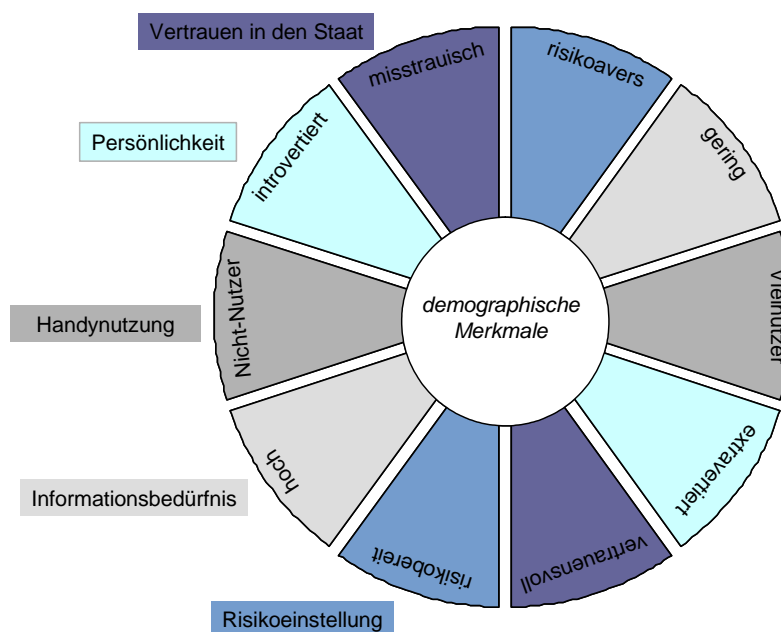 Vertrauen in den Staat
misstrauisch
risikoavers
Persönlichkeit
introvertiert
gering
Handynutzung
Nicht-Nutzer
demographische
Merkmale
Vielnutzer
Informationsbedürfnis
hoch
extravertiert
risikobereit
vertrauensvoll
Risikoeinstellung